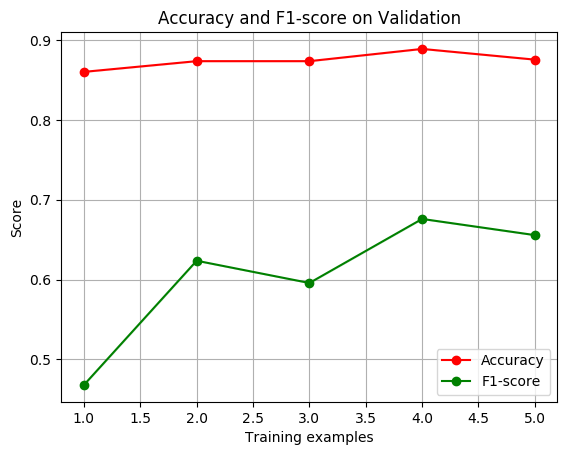 Accuracy and F1-score on Validation
0.9
0.8
0.7
0.6
0.5
Score
Accuracy
F1-score
1.0 1.5 2.0 2.5 3.0 3.5 4.0 4.5 5.0
Training examples